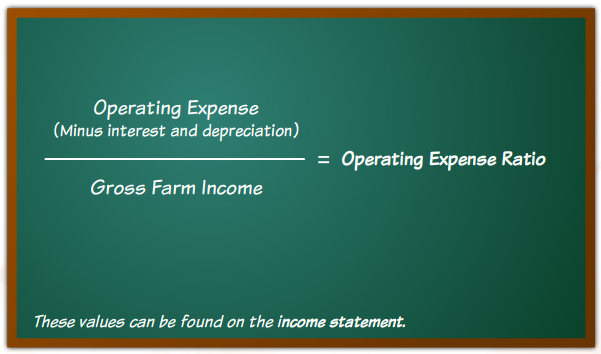 Operating Expense
(Minus interest and depreciation)
= Operating Expense Ratio
Gross Farm Income
These values can be found on the income statement.